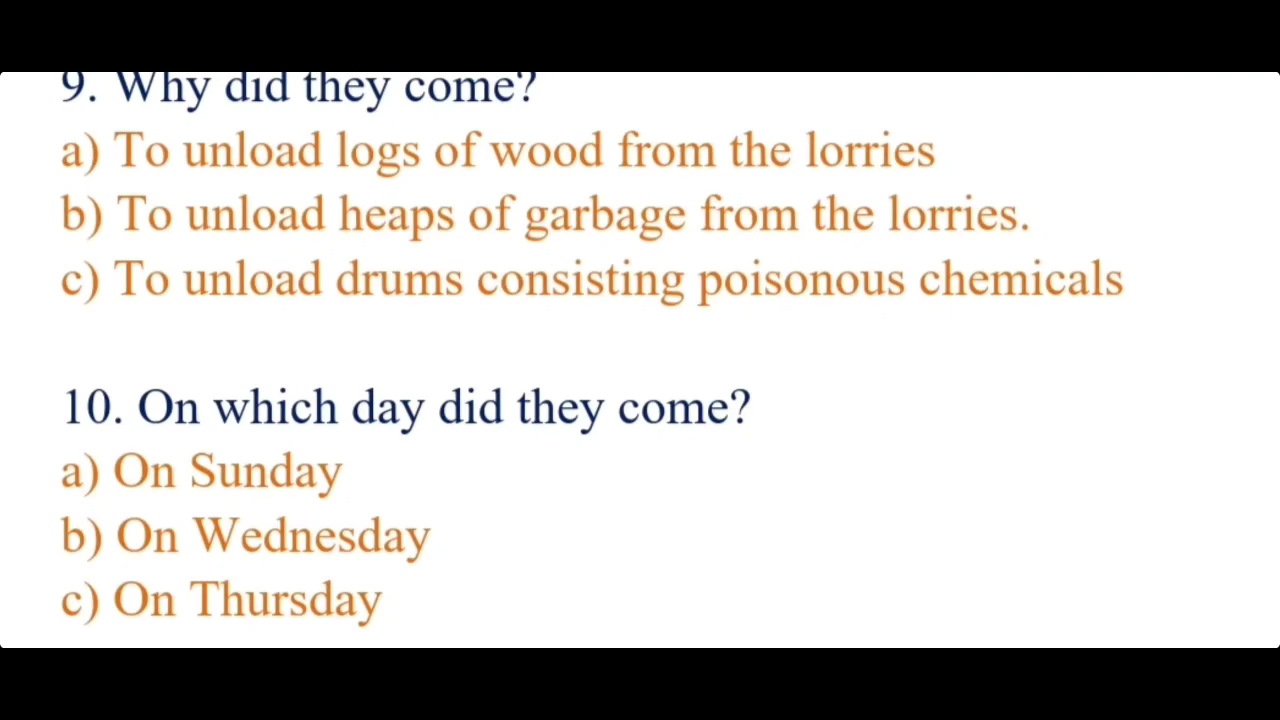 9. Why did they come?
a) To unload logs of wood from the lorries
b) To unload heaps of garbage from the lorries.
c) To unload drums consisting poisonous chemicals
10. On which day did they come?
a) On Sunday
b) On Wednesday
c) On Thursday